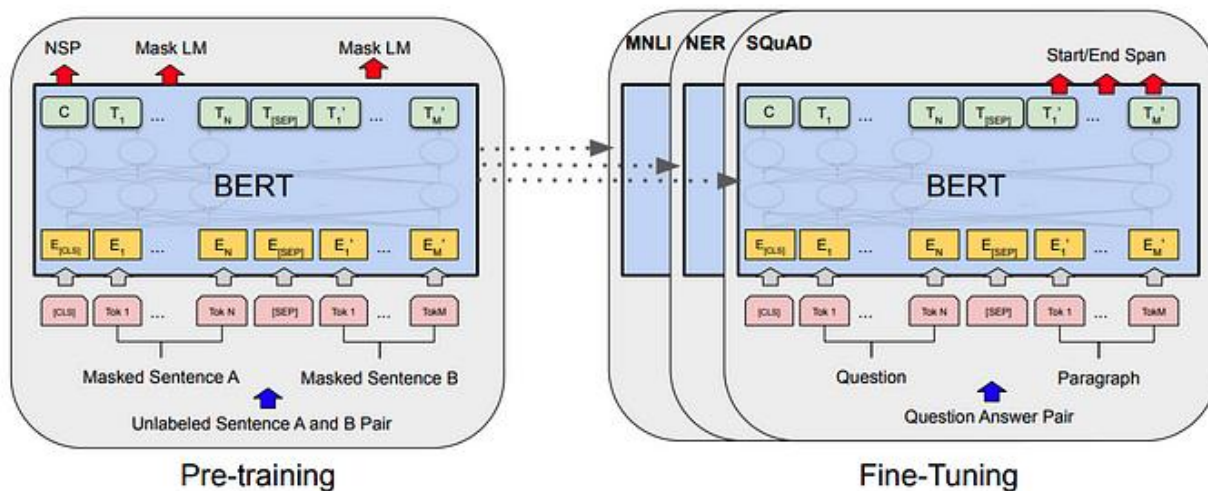 NSP Mask LM Mask LM
C T1 ... TN T[SEP] T1' ... TM'
BERT
E[CLS] E1 ... EN E[SEP] E1' ... EM'
[CLS] Tok 1 ... Tok N [SEP] Tok 1 ... TokM
Masked Sentence A Masked Sentence B
Unlabeled Sentence A and B Pair
Pre-training
MNLI NER SQuAD
Start/End Span
C T1 ... TN T[SEP] T1' ... TM'
BERT
E[CLS] E1 ... EN E[SEP] E1' ... EM'
[CLS] Tok 1 ... Tok N [SEP] Tok 1 ... TokM
Question Paragraph
Question Answer Pair
Fine-Tuning